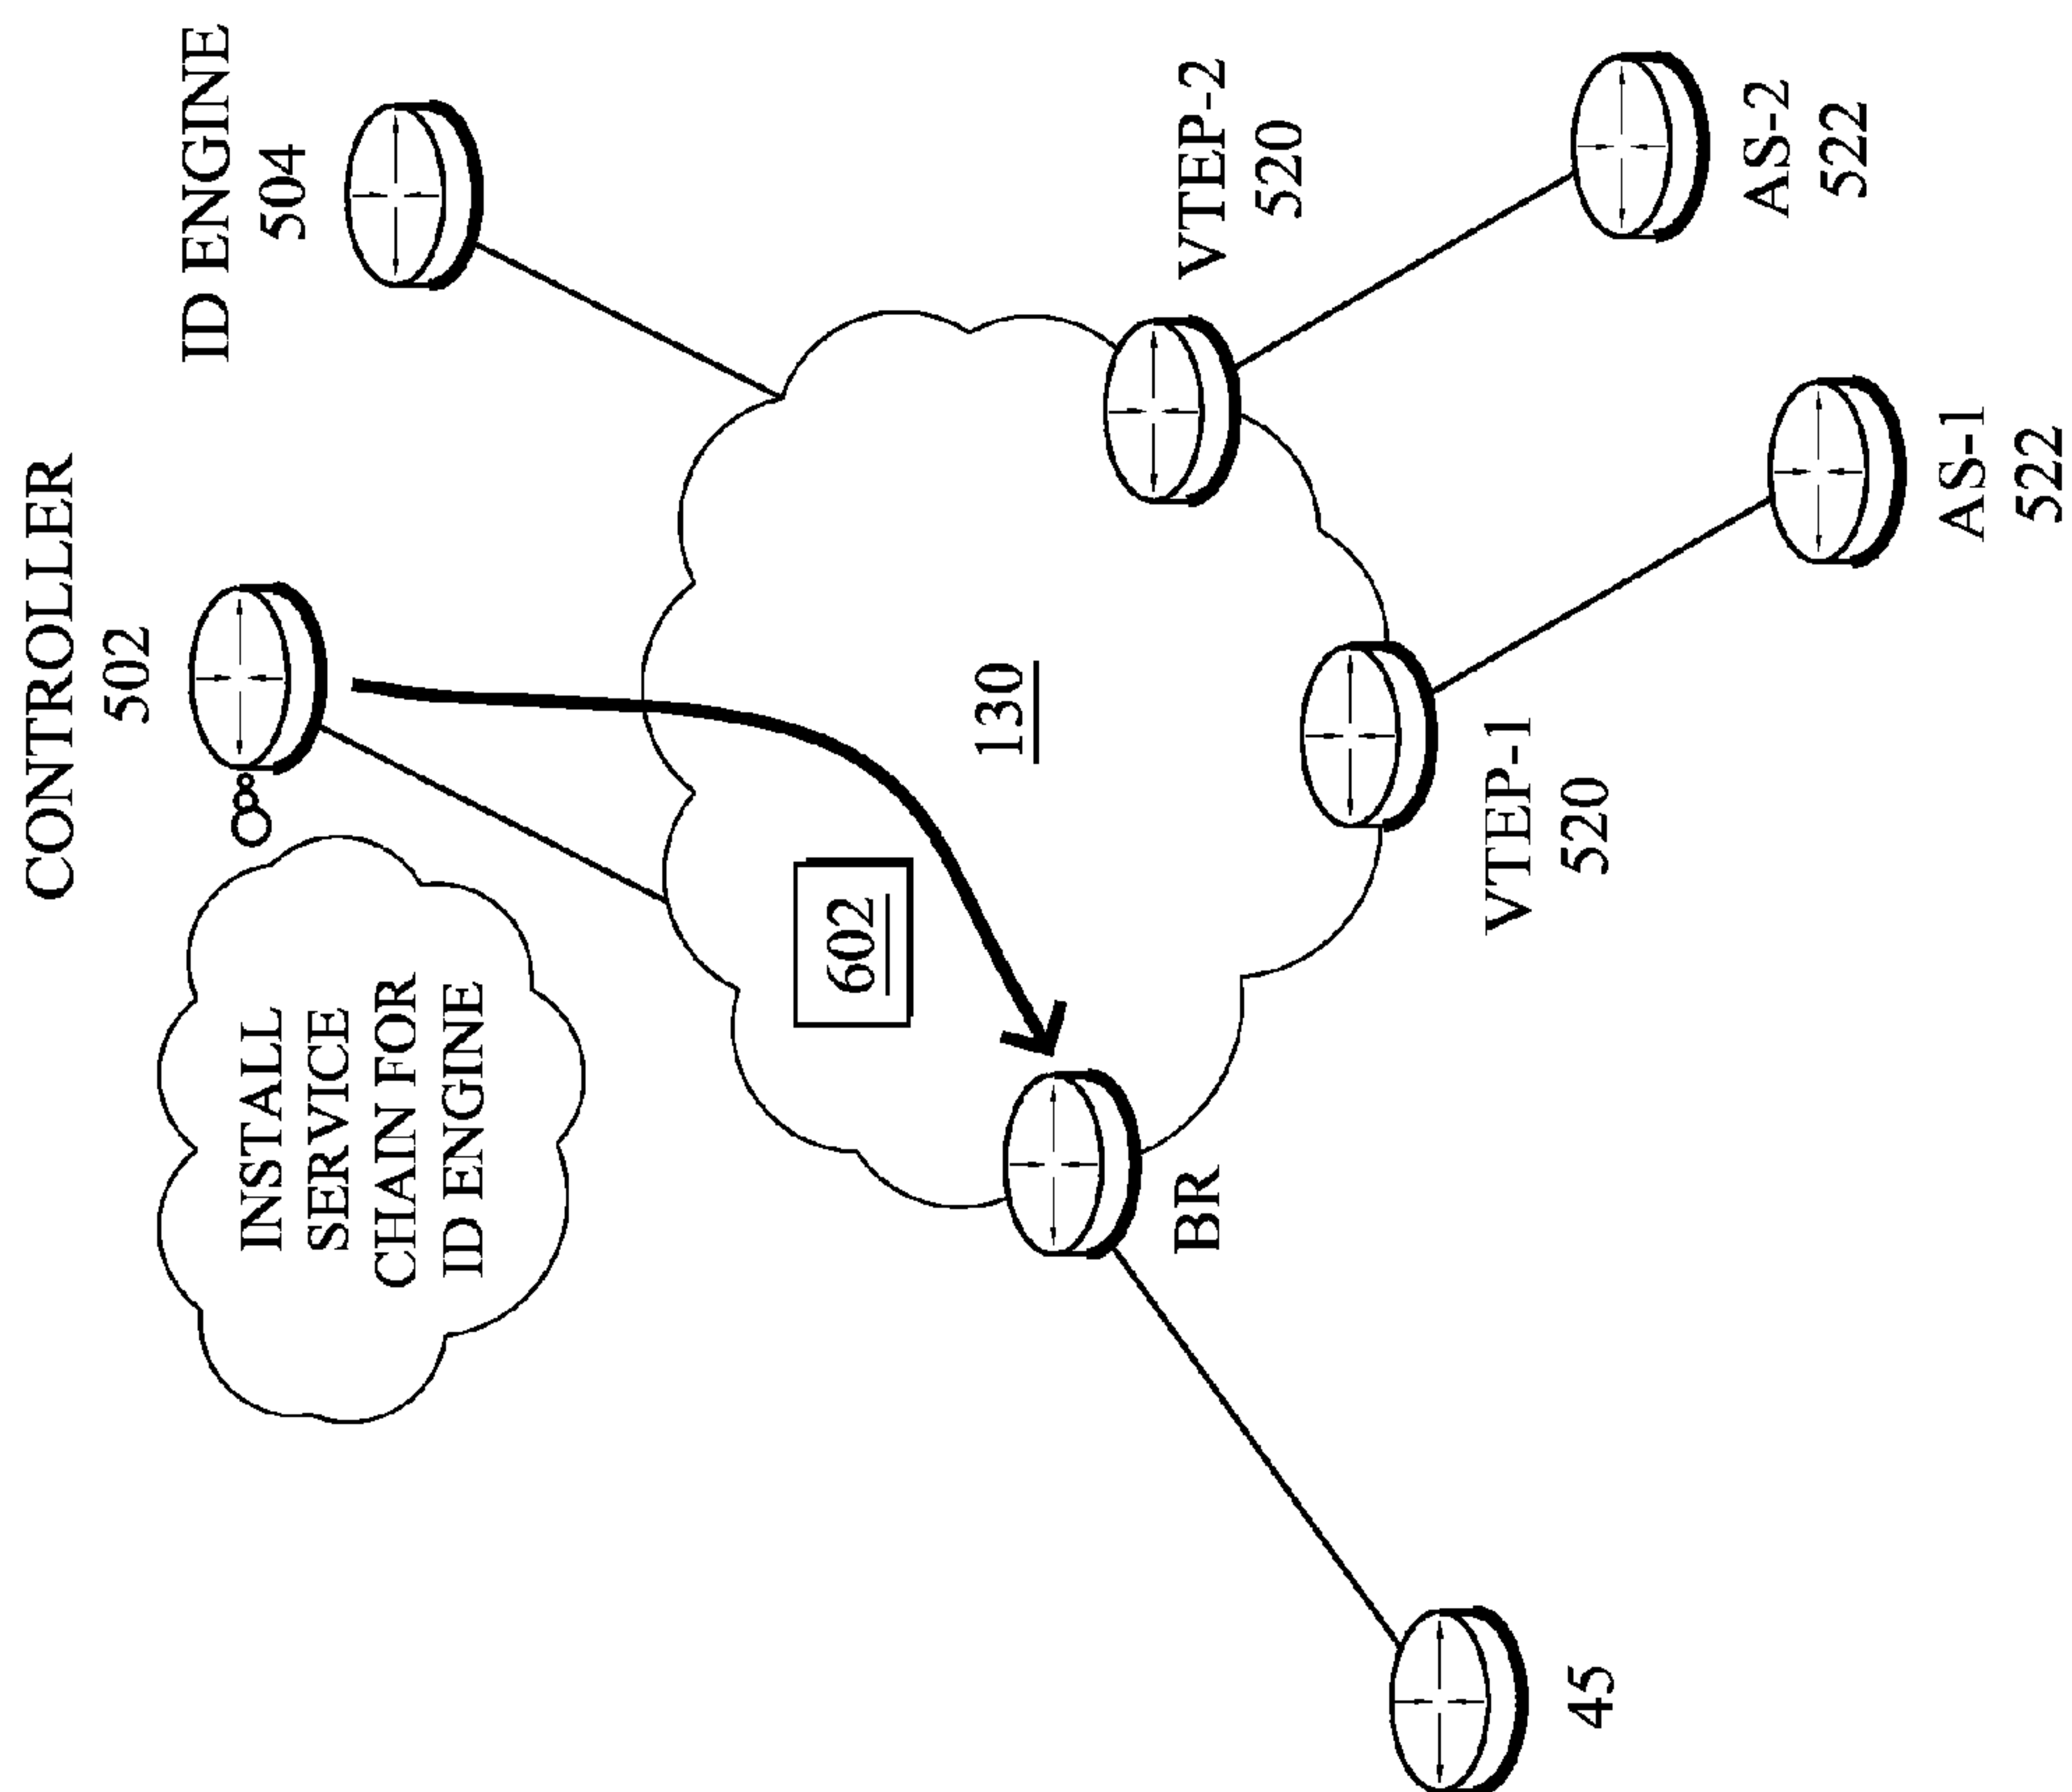 CONTROLLER
502
ID ENGINE
504
INSTALL
SERVICE
CHAIN FOR
ID ENGINE
602
130
BR
VTEP-2
520
VTEP-1
520
45
AS-2
522
AS-1
522